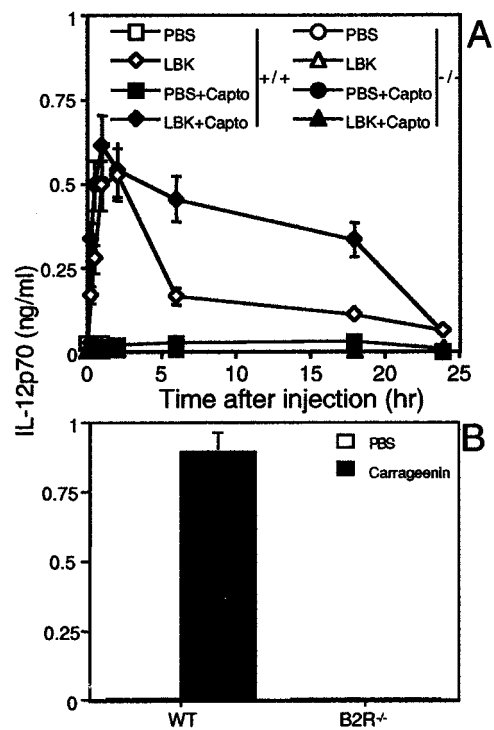 A
PBS
LBK
PBS+Capto
LBK+Capto
+/+
PBS
LBK
PBS+Capto
LBK+Capto
-/-
1
0.75
0.5
0.25
0
0 5 10 15 20 25
Time after injection (hr)
IL-12p70 (ng/ml)
B
PBS
Carrageenin
1
0.75
0.5
0.25
0
WT B2R-/-